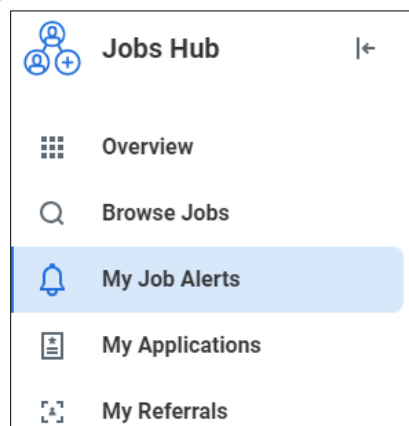 Jobs Hub
Overview
Browse Jobs
My Job Alerts
My Applications
My Referrals